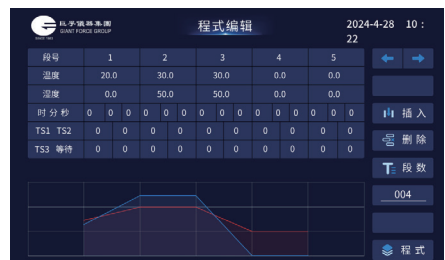 巨孚儀器集團
GIANT FORCE GROUP
程式编辑
2024-4-28 10:22
段号 1 2 3 4 5
温度 20.0 30.0 30.0 0.0 0.0
湿度 0.0 50.0 50.0 0.0 0.0
时分秒 0 0 0 0 0 0 0 0 0 0 0 0 0 0 0
TS1 TS2 0 0 0 0 0 0 0 0 0 0
TS3 等待 0 0 0 0 0 0 0 0 0 0
插入
删除
段数
004
程式